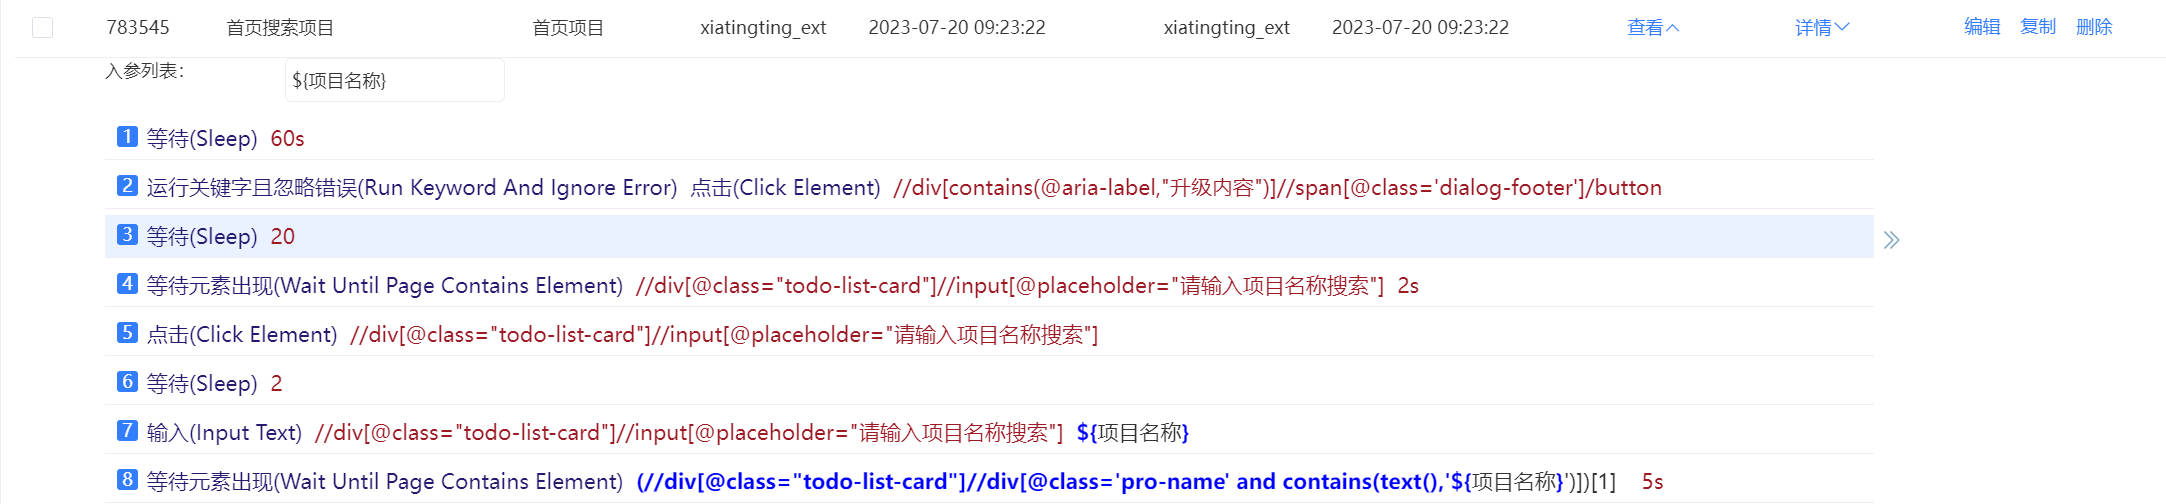 783545 首页搜索项目 首页项目 xiatingting_ext 2023-07-20 09:23:22 xiatingting_ext 2023-07-20 09:23:22 查看 详情 编辑 复制 删除
入参列表: ${项目名称}
1 等待(Sleep) 60s
2 运行关键字且忽略错误(Run Keyword And Ignore Error) 点击(Click Element) //div[contains(@aria-label,"升级内容")]//span[@class='dialog-footer']/button
3 等待(Sleep) 20
4 等待元素出现(Wait Until Page Contains Element) //div[@class="todo-list-card"]//input[@placeholder="请输入项目名称搜索"] 2s
5 点击(Click Element) //div[@class="todo-list-card"]//input[@placeholder="请输入项目名称搜索"]
6 等待(Sleep) 2
7 输入(Input Text) //div[@class="todo-list-card"]//input[@placeholder="请输入项目名称搜索"] ${项目名称}
8 等待元素出现(Wait Until Page Contains Element) (//div[@class="todo-list-card"]//div[@class='pro-name' and contains(text(),'${项目名称}')])[1] 5s